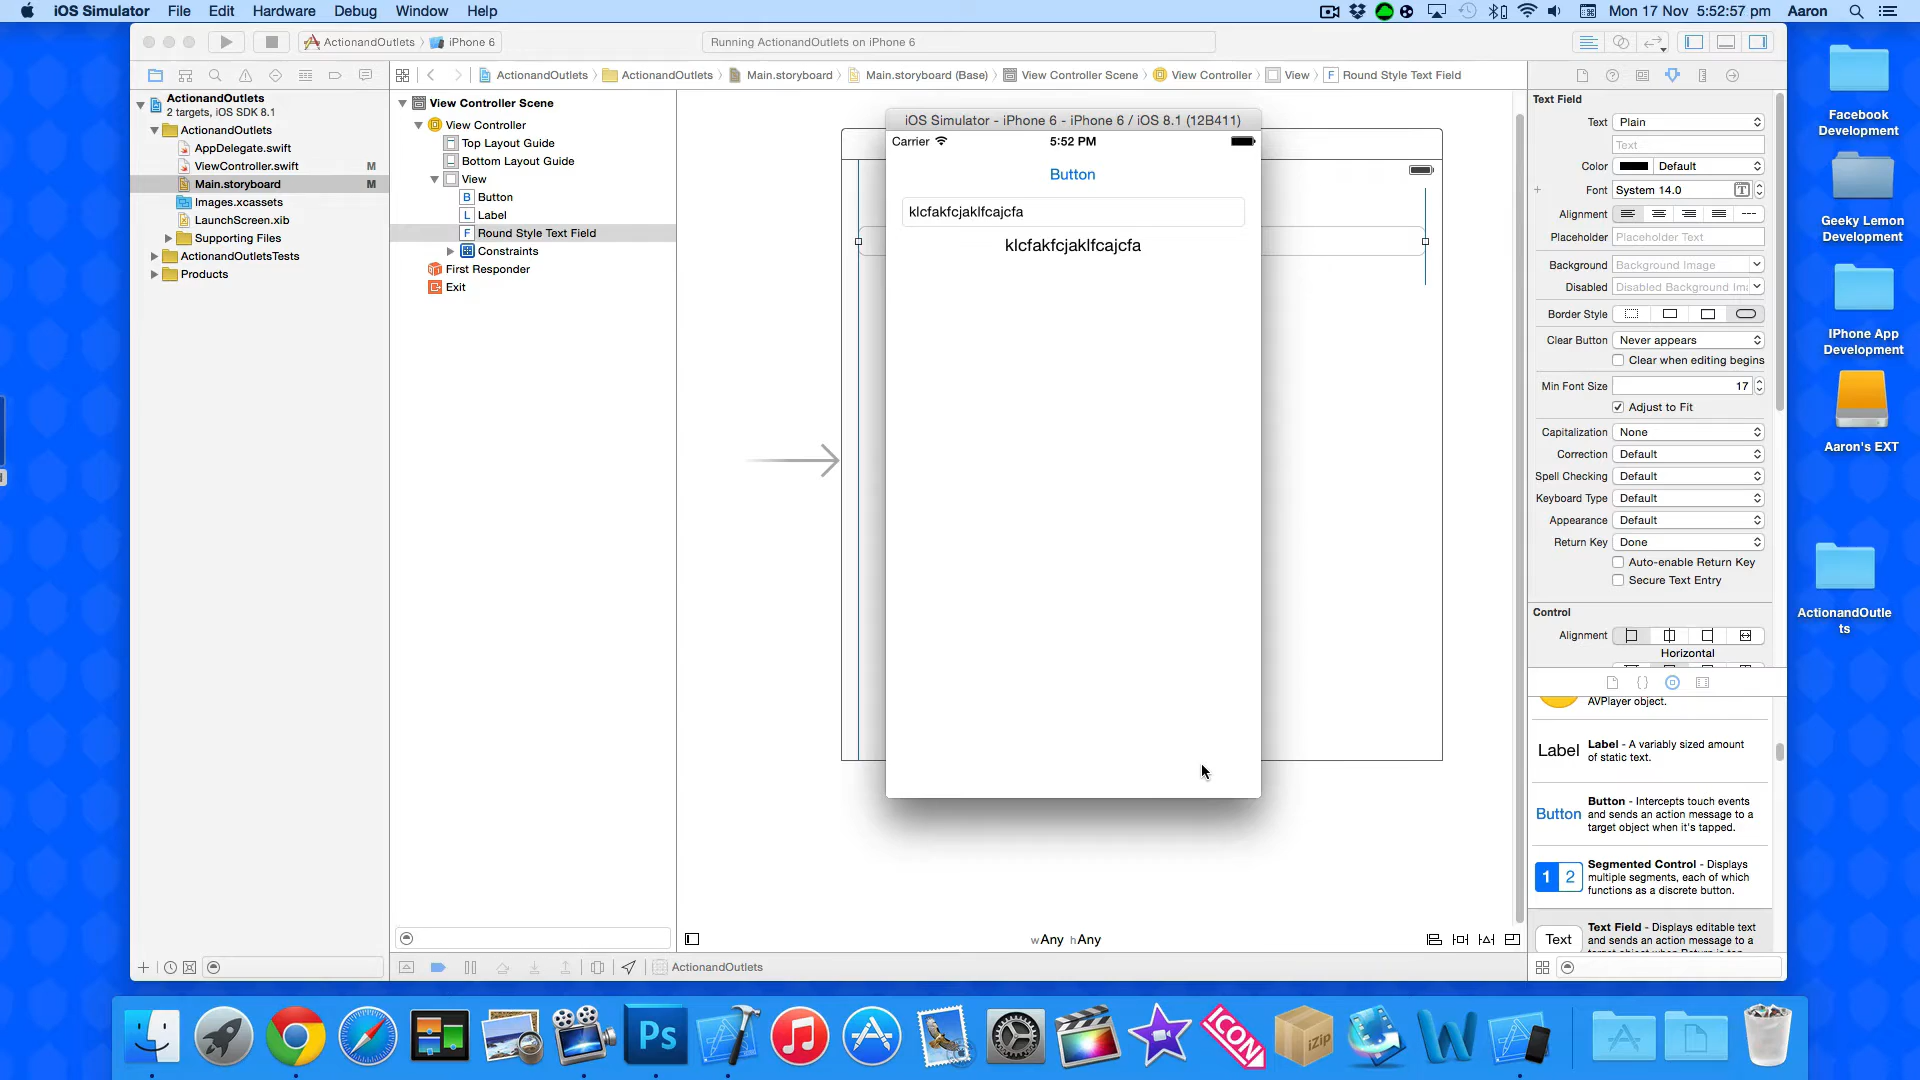 iOS Simulator File Edit Hardware Debug Window Help
Mon 17 Nov 5:52:57 pm Aaron
ActionandOutlets iPhone 6
Running ActionandOutlets on iPhone 6
ActionandOutlets ActionandOutlets Main.storyboard Main.storyboard (Base) View Controller Scene View Controller View F Round Style Text Field
ActionandOutlets
2 targets, iOS SDK 8.1
ActionandOutlets
AppDelegate.swift
ViewController.swift M
Main.storyboard M
Images.xcassets
LaunchScreen.xib
Supporting Files
ActionandOutletsTests
Products
View Controller Scene
View Controller
Top Layout Guide
Bottom Layout Guide
View
B Button
L Label
F Round Style Text Field
Constraints
First Responder
Exit
iOS Simulator - iPhone 6 - iPhone 6 / iOS 8.1 (12B411)
Carrier 5:52 PM
Button
klcfakfcjaklfcajcfa
klcfakfcjaklfcajcfa
wAny hAny
ActionandOutlets
Text Field
Text Plain
Text
Color Default
Font System 14.0 T
Alignment
Placeholder Placeholder Text
Background Background Image
Disabled Disabled Background Im
Border Style
Clear Button Never appears
Clear when editing begins
Min Font Size 17
Adjust to Fit
Capitalization None
Correction Default
Spell Checking Default
Keyboard Type Default
Appearance Default
Return Key Done
Auto-enable Return Key
Secure Text Entry
Control
Alignment
Horizontal
{ }
AVPlayer object.
Label Label - A variably sized amount
of static text.
Button Button - Intercepts touch events
and sends an action message to a
target object when it's tapped.
1 2 Segmented Control - Displays
multiple segments, each of which
functions as a discrete button.
Text Text Field - Displays editable text
and sends an action message to a
Facebook
Development
Geeky Lemon
Development
IPhone App
Development
Aaron's EXT
ActionandOutle
ts
Ps
ICON
iZip
W